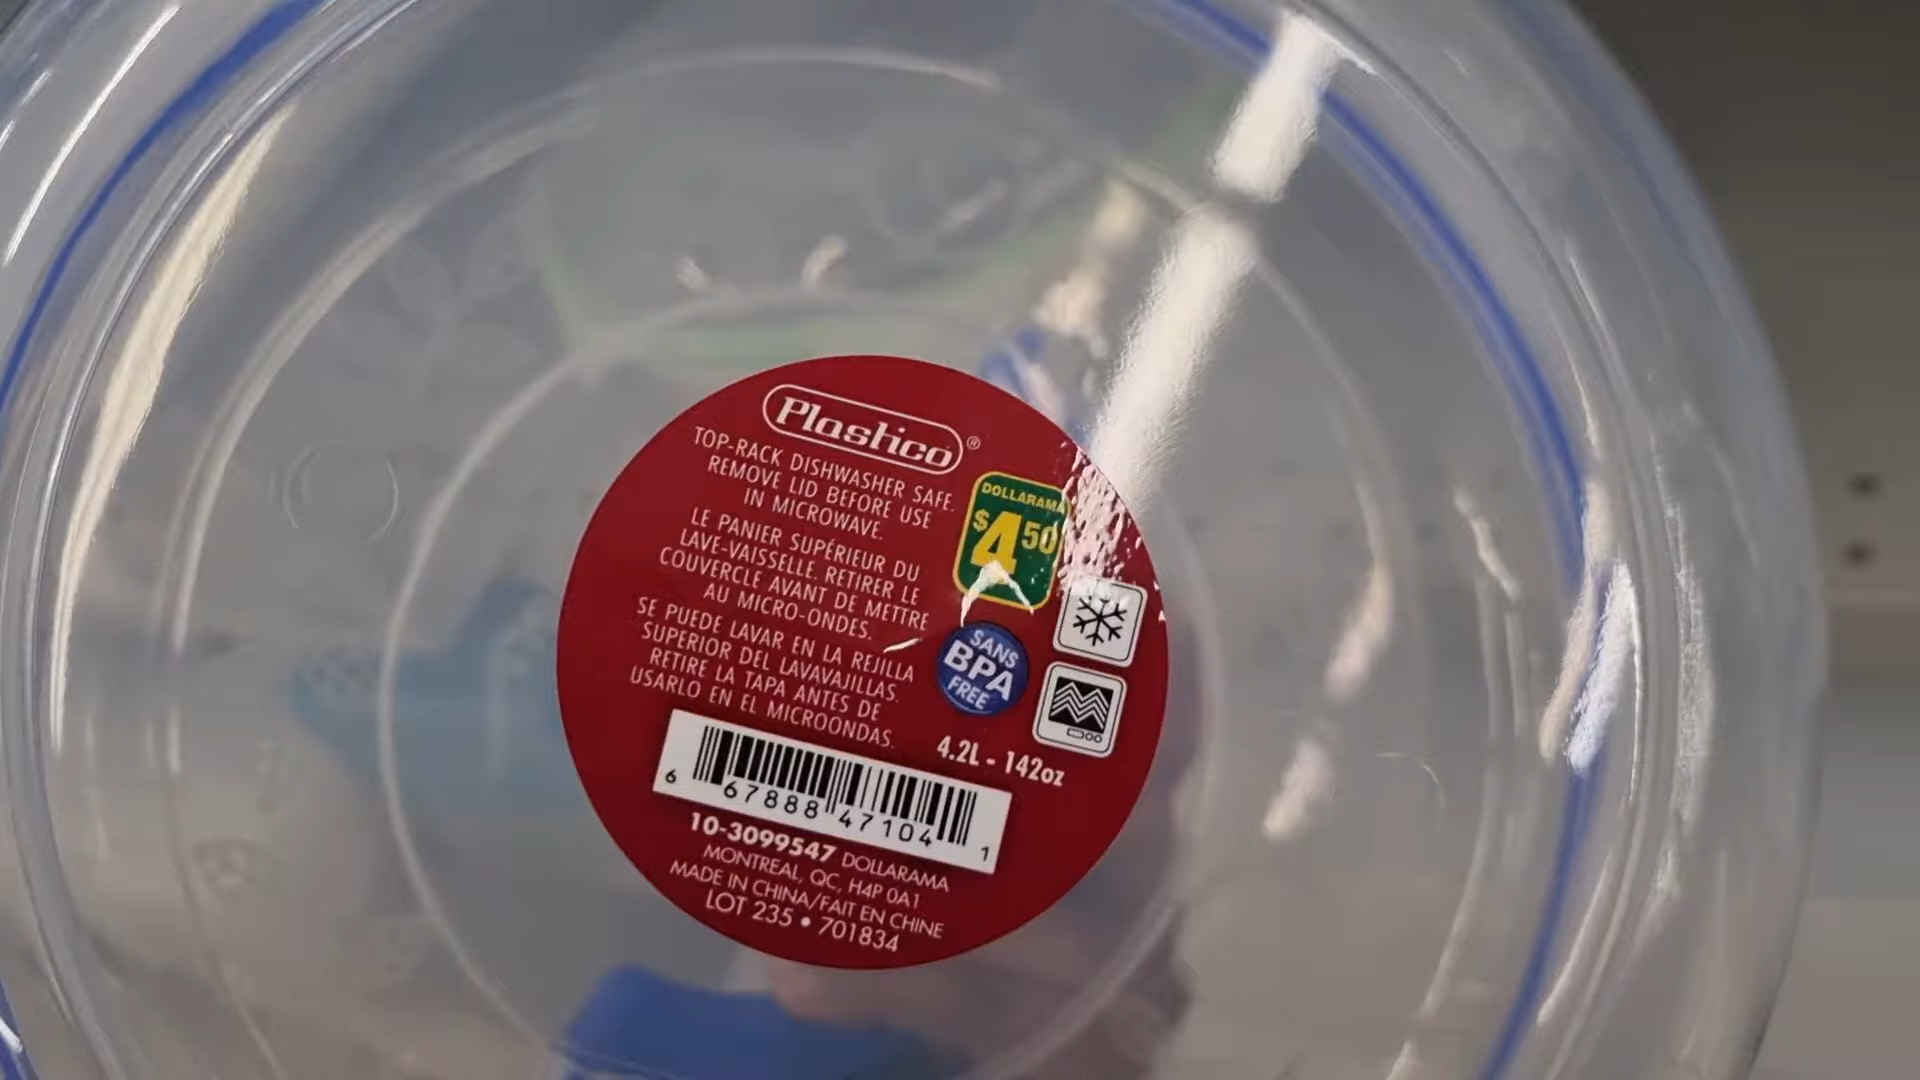 Plastico®
TOP-RACK DISHWASHER SAFE.
REMOVE LID BEFORE USE
IN MICROWAVE.
LE PANIER SUPÉRIEUR DU
LAVE-VAISSELLE. RETIRER LE
COUVERCLE AVANT DE METTRE
AU MICRO-ONDES.
SE PUEDE LAVAR EN LA REJILLA
SUPERIOR DEL LAVAVAJILLAS.
RETIRE LA TAPA ANTES DE
USARLO EN EL MICROONDAS.
DOLLARAMA
$4.50
SANS
BPA
FREE
4.2L - 142oz
6 67888 47104 1
10-3099547 DOLLARAMA
MONTREAL, QC, H4P 0A1
MADE IN CHINA/FAIT EN CHINE
LOT 235 • 701834